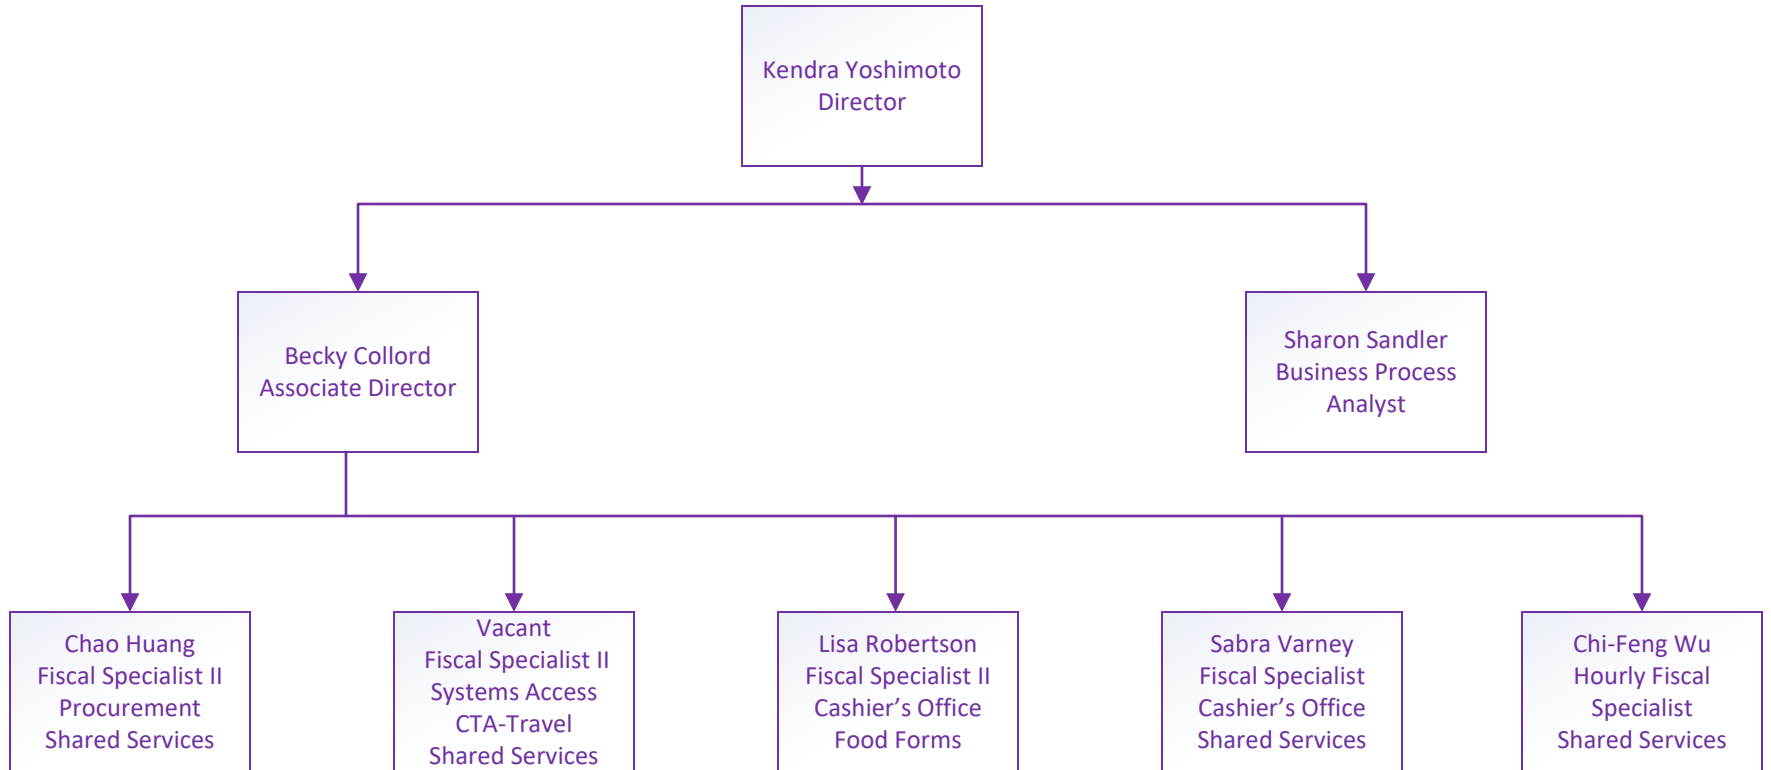 Kendra Yoshimoto
Director
Becky Collord
Associate Director
Sharon Sandler
Business Process
Analyst
Chao Huang
Fiscal Specialist II
Procurement
Shared Services
Vacant
Fiscal Specialist II
Systems Access
CTA-Travel
Shared Services
Lisa Robertson
Fiscal Specialist II
Cashier’s Office
Food Forms
Sabra Varney
Fiscal Specialist
Cashier’s Office
Shared Services
Chi-Feng Wu
Hourly Fiscal
Specialist
Shared Services